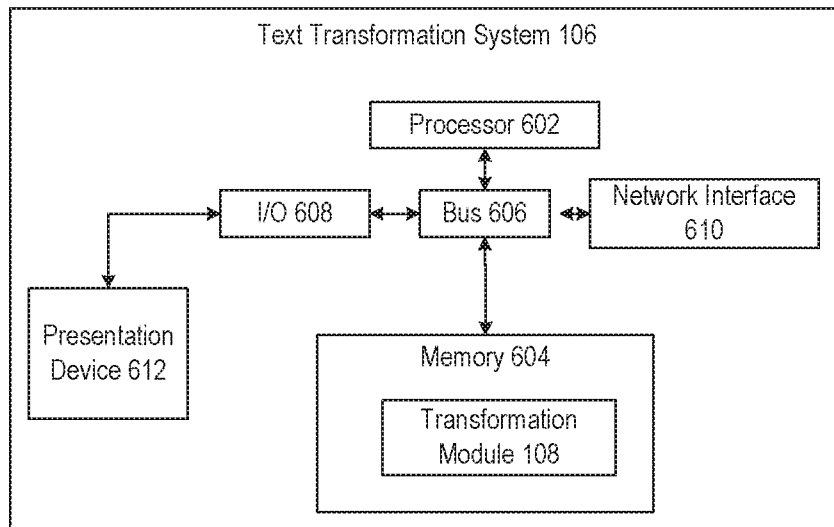 Text Transformation System 106
Processor 602
I/O 608
Bus 606
Network Interface
610
Presentation
Device 612
Memory 604
Transformation
Module 108